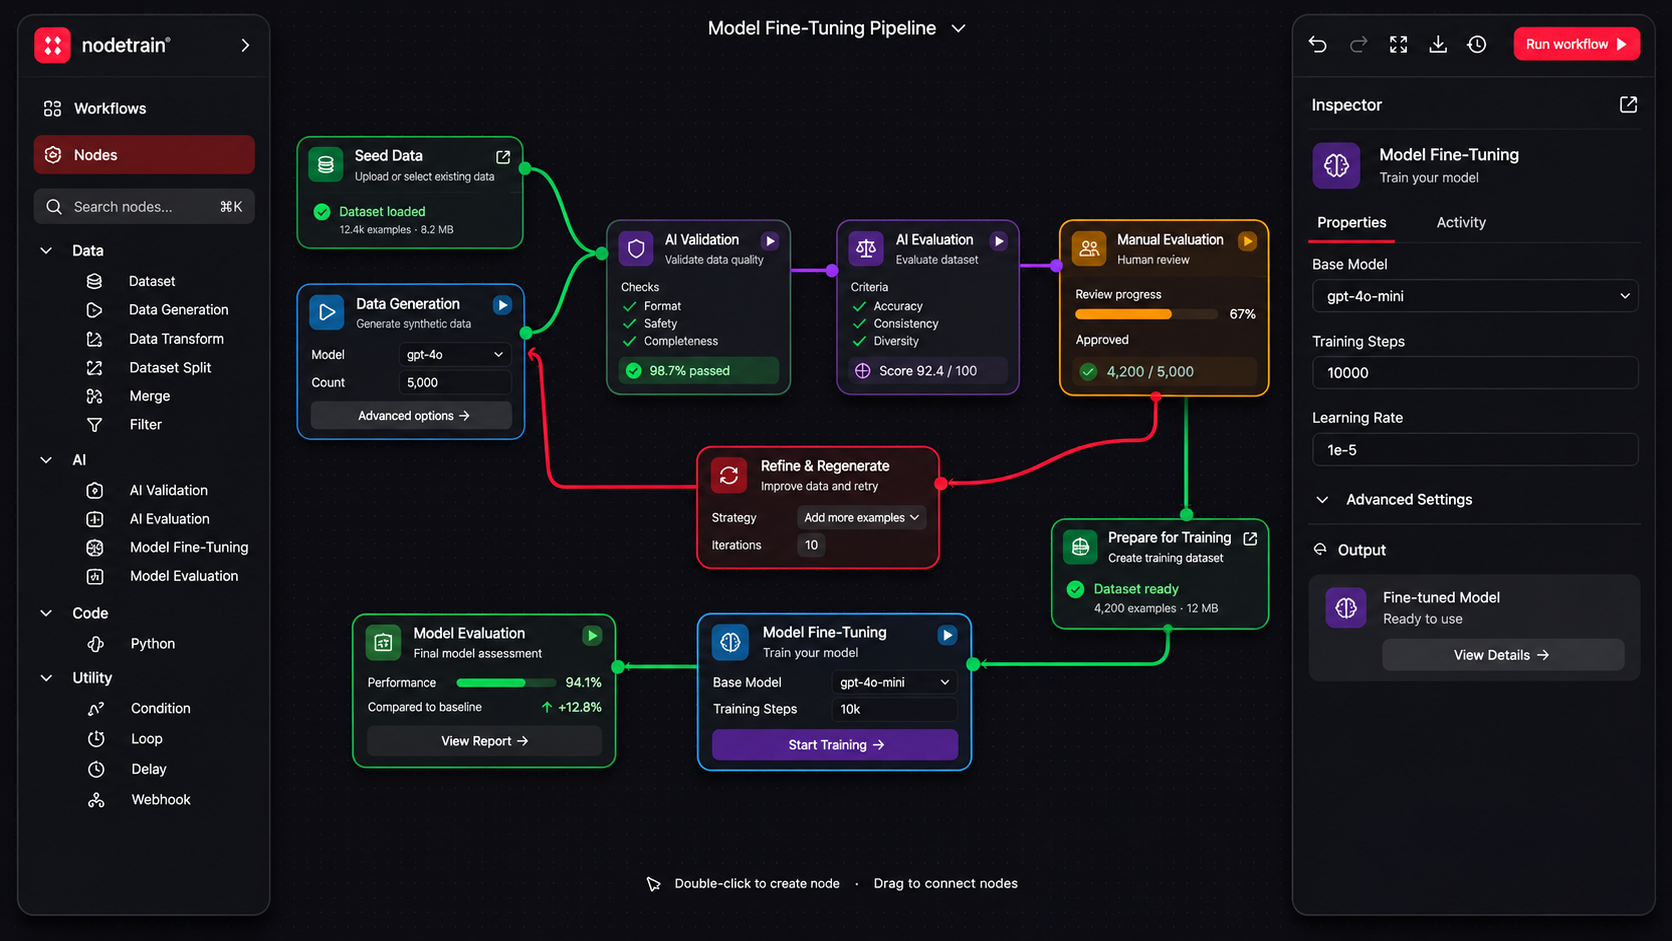 nodetrain®
Workflows
Nodes
Search nodes... ⌘K
Data
Dataset
Data Generation
Data Transform
Dataset Split
Merge
Filter
AI
AI Validation
AI Evaluation
Model Fine-Tuning
Model Evaluation
Code
Python
Utility
Condition
Loop
Delay
Webhook
Model Fine-Tuning Pipeline
Seed Data
Upload or select existing data
Dataset loaded
12.4k examples · 8.2 MB
Data Generation
Generate synthetic data
Model gpt-4o
Count 5,000
Advanced options →
AI Validation
Validate data quality
Checks
Format
Safety
Completeness
98.7% passed
AI Evaluation
Evaluate dataset
Criteria
Accuracy
Consistency
Diversity
Score 92.4 / 100
Manual Evaluation
Human review
Review progress
67%
Approved
4,200 / 5,000
Refine & Regenerate
Improve data and retry
Strategy Add more examples
Iterations 10
Prepare for Training
Create training dataset
Dataset ready
4,200 examples · 12 MB
Model Evaluation
Final model assessment
Performance 94.1%
Compared to baseline ↑ +12.8%
View Report →
Model Fine-Tuning
Train your model
Base Model gpt-4o-mini
Training Steps 10k
Start Training →
Double-click to create node · Drag to connect nodes
Run workflow
Inspector
Model Fine-Tuning
Train your model
Properties Activity
Base Model
gpt-4o-mini
Training Steps
10000
Learning Rate
1e-5
Advanced Settings
Output
Fine-tuned Model
Ready to use
View Details →